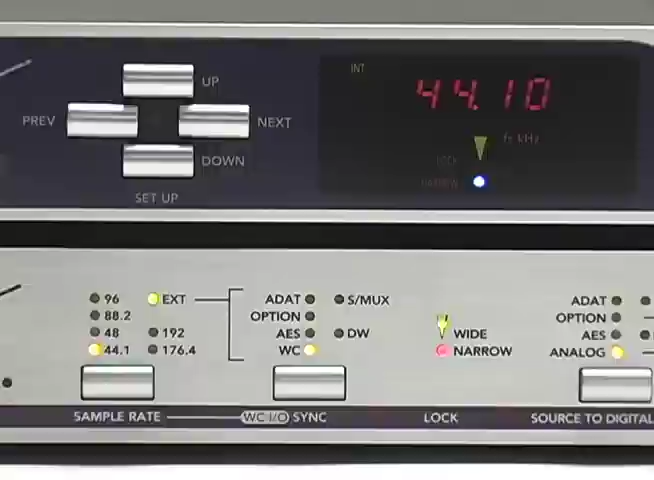 INT
44.10
UP
PREV
NEXT
fs kHz
LOCK
NARROW
DOWN
SET UP
96
EXT
ADAT
S/MUX
ADAT
88.2
OPTION
OPTION
48
192
AES
DW
WIDE
AES
44.1
176.4
WC
NARROW
ANALOG
SAMPLE RATE
WC I/O SYNC
LOCK
SOURCE TO DIGITAL